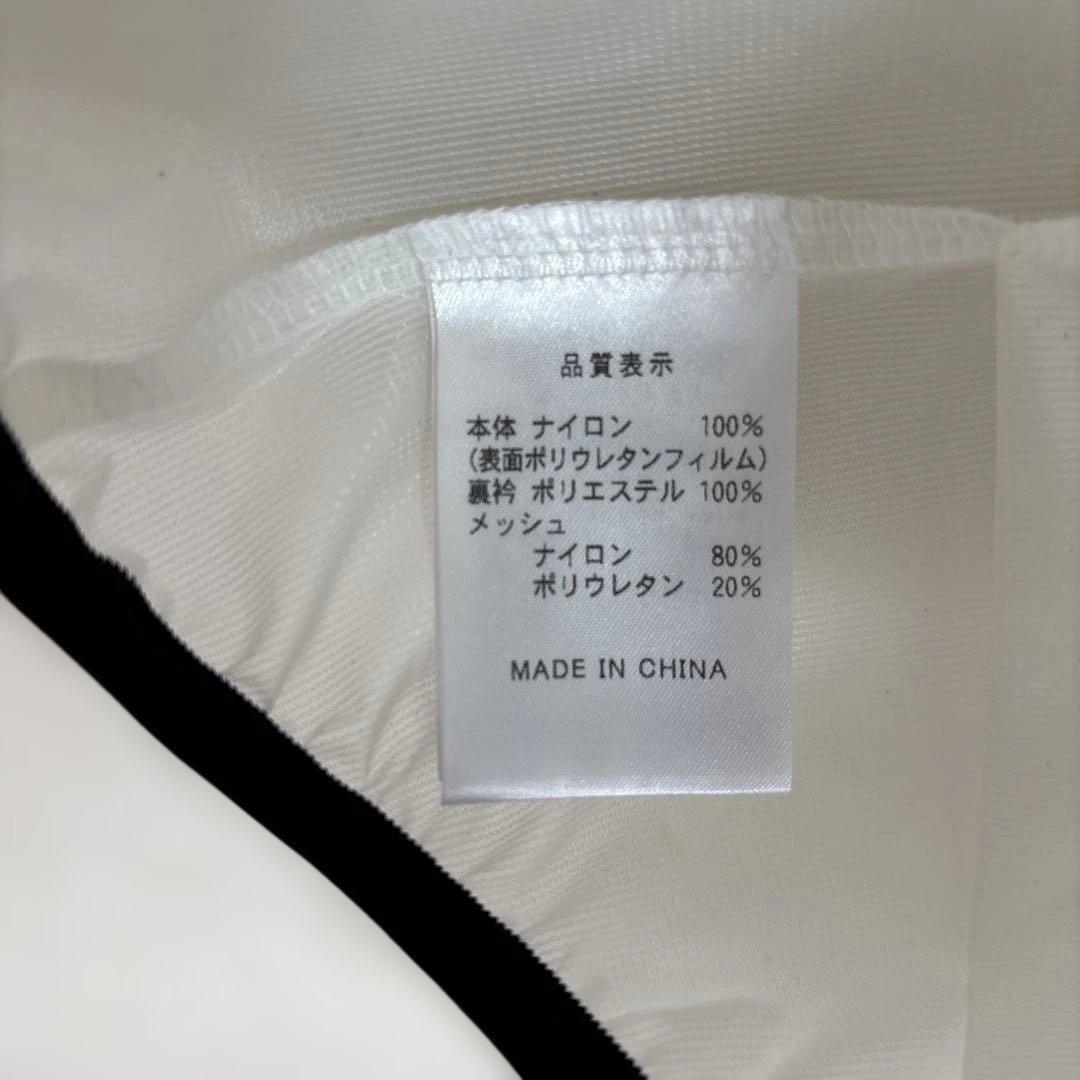 品質表示
本体 ナイロン 100%
(表面ポリウレタンフィルム)
裏衿 ポリエステル 100%
メッシュ
ナイロン 80%
ポリウレタン 20%
MADE IN CHINA